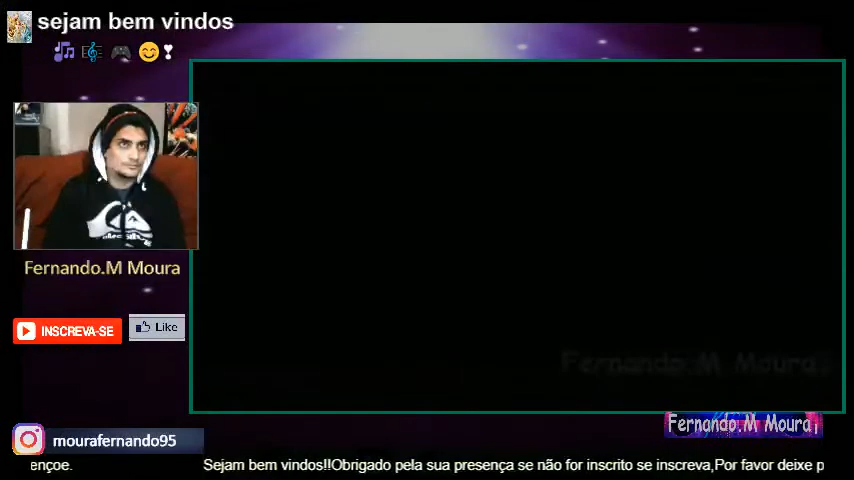 sejam bem vindos
Fernando.M Moura
INSCREVA-SE
Like
Fernando.M Moura
Fernando.M Moura
mourafernando95
ençoe.
Sejam bem vindos!!Obrigado pela sua presença se não for inscrito se inscreva,Por favor deixe p